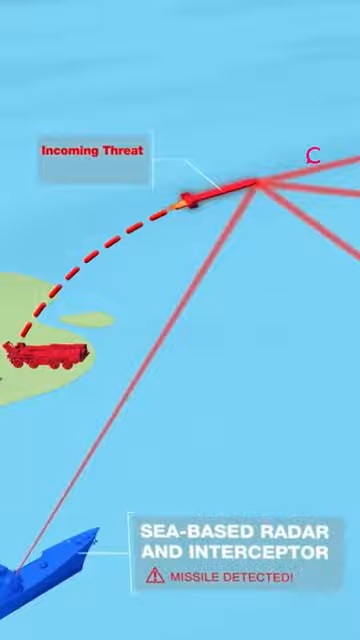 Incoming Threat
C
SEA-BASED RADAR
AND INTERCEPTOR
MISSILE DETECTED!